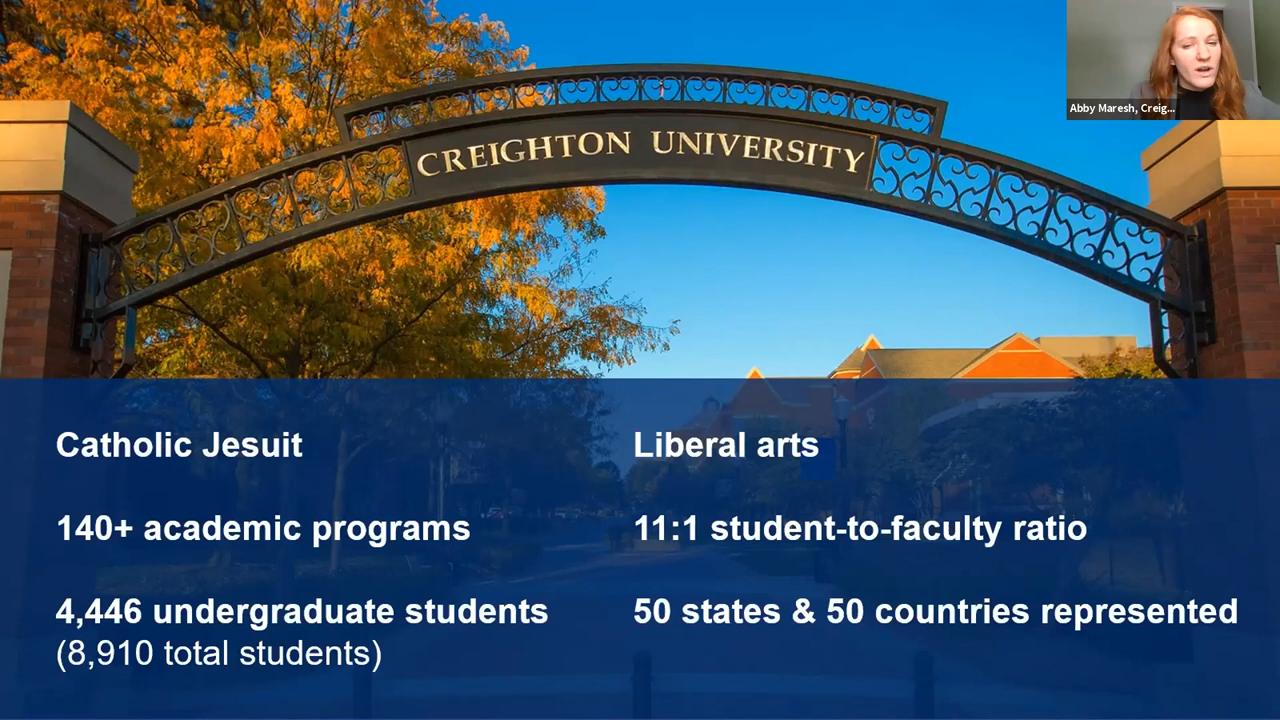 Abby Maresh, Creig...
CREIGHTON UNIVERSITY
Catholic Jesuit
Liberal arts
140+ academic programs
11:1 student-to-faculty ratio
4,446 undergraduate students
(8,910 total students)
50 states & 50 countries represented